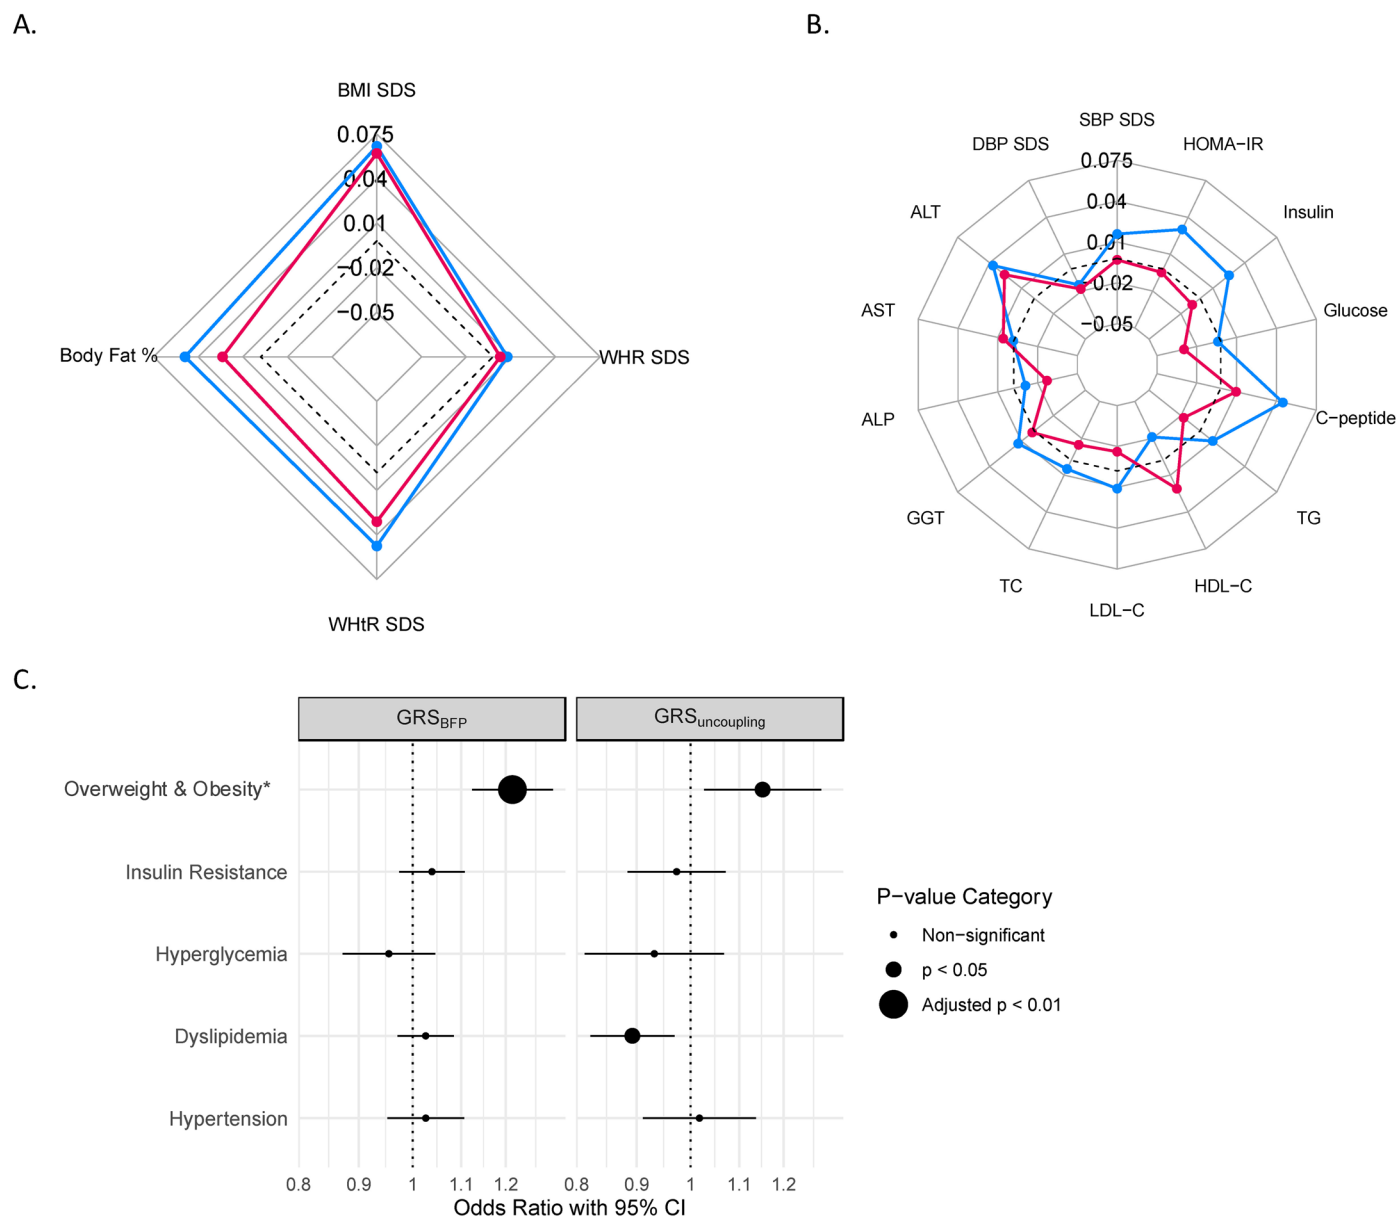 A.
B.
BMI SDS
0.075
0.04
0.01
−0.02
−0.05
Body Fat %
WHR SDS
WHtR SDS
SBP SDS
DBP SDS
HOMA−IR
0.075
ALT
0.04
Insulin
0.01
−0.02
AST
Glucose
−0.05
ALP
C−peptide
GGT
TG
TC
HDL−C
LDL−C
C.
GRS_BFP
GRS_uncoupling
Overweight & Obesity*
Insulin Resistance
Hyperglycemia
Dyslipidemia
Hypertension
0.8 0.9 1 1.1 1.2 0.8 0.9 1 1.1 1.2
Odds Ratio with 95% CI
P−value Category
Non−significant
p < 0.05
Adjusted p < 0.01